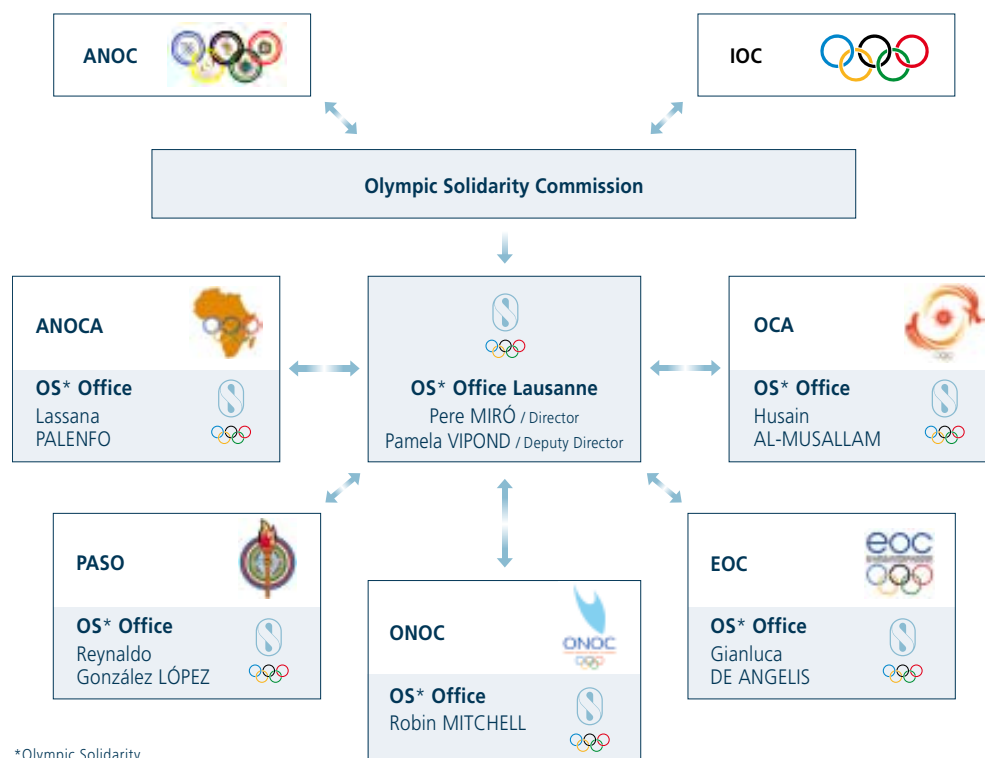 ANOC
IOC
Olympic Solidarity Commission
ANOCA
OS* Office
Lassana
PALENFO
OS* Office Lausanne
Pere MIRÓ / Director
Pamela VIPOND / Deputy Director
OCA
OS* Office
Husain
AL-MUSALLAM
PASO
OS* Office
Reynaldo
González LÓPEZ
ONOC
ONOC
OS* Office
Robin MITCHELL
EOC
eoc
OS* Office
Gianluca
DE ANGELIS
*Olympic Solidarity